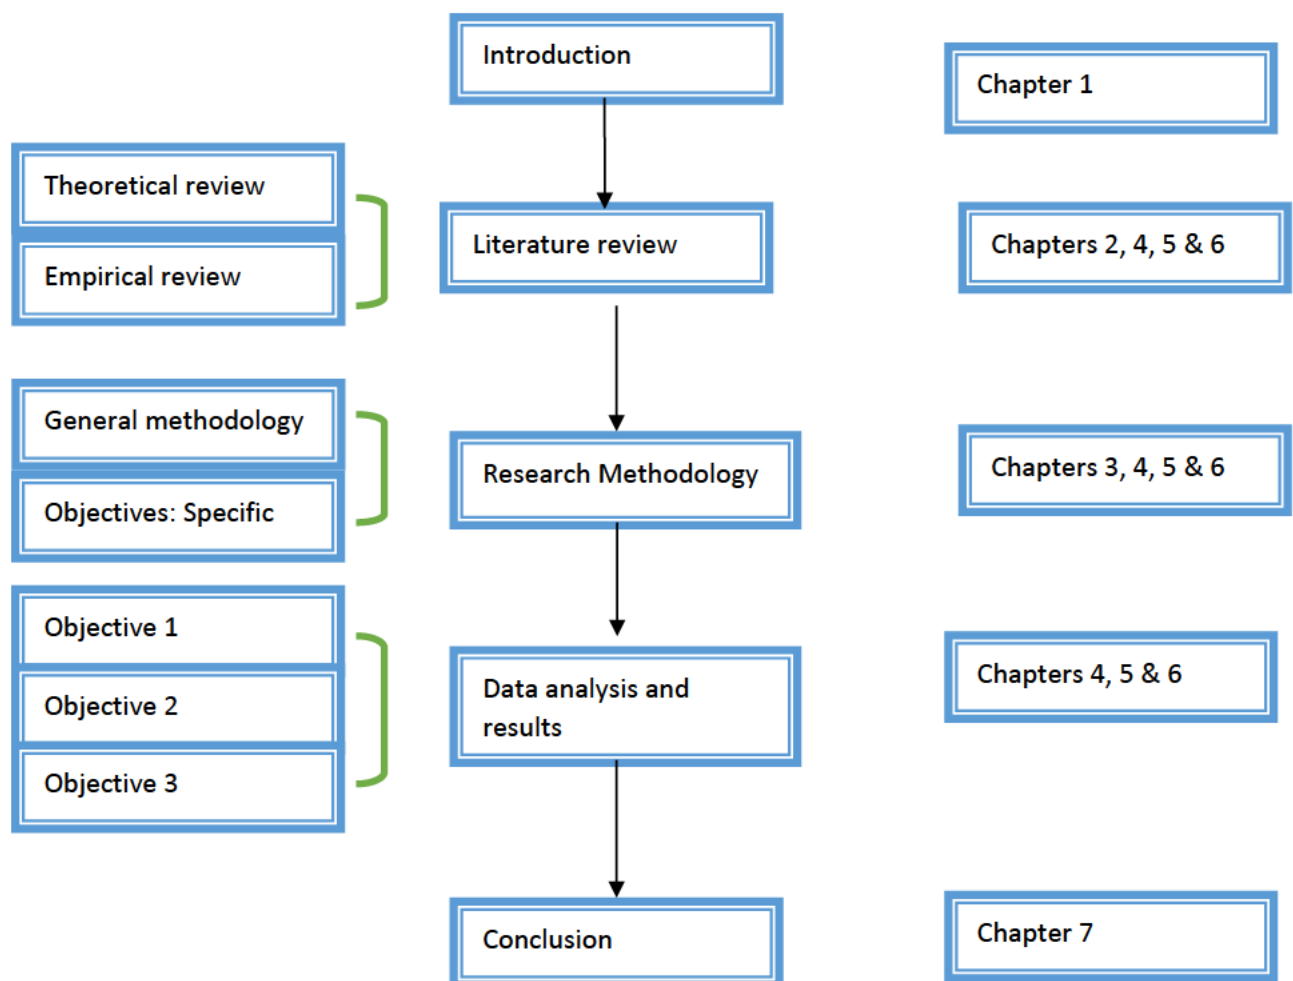 Introduction
Chapter 1
Theoretical review
Empirical review
Literature review
Chapters 2, 4, 5 & 6
General methodology
Objectives: Specific
Research Methodology
Chapters 3, 4, 5 & 6
Objective 1
Objective 2
Objective 3
Data analysis and
results
Chapters 4, 5 & 6
Conclusion
Chapter 7